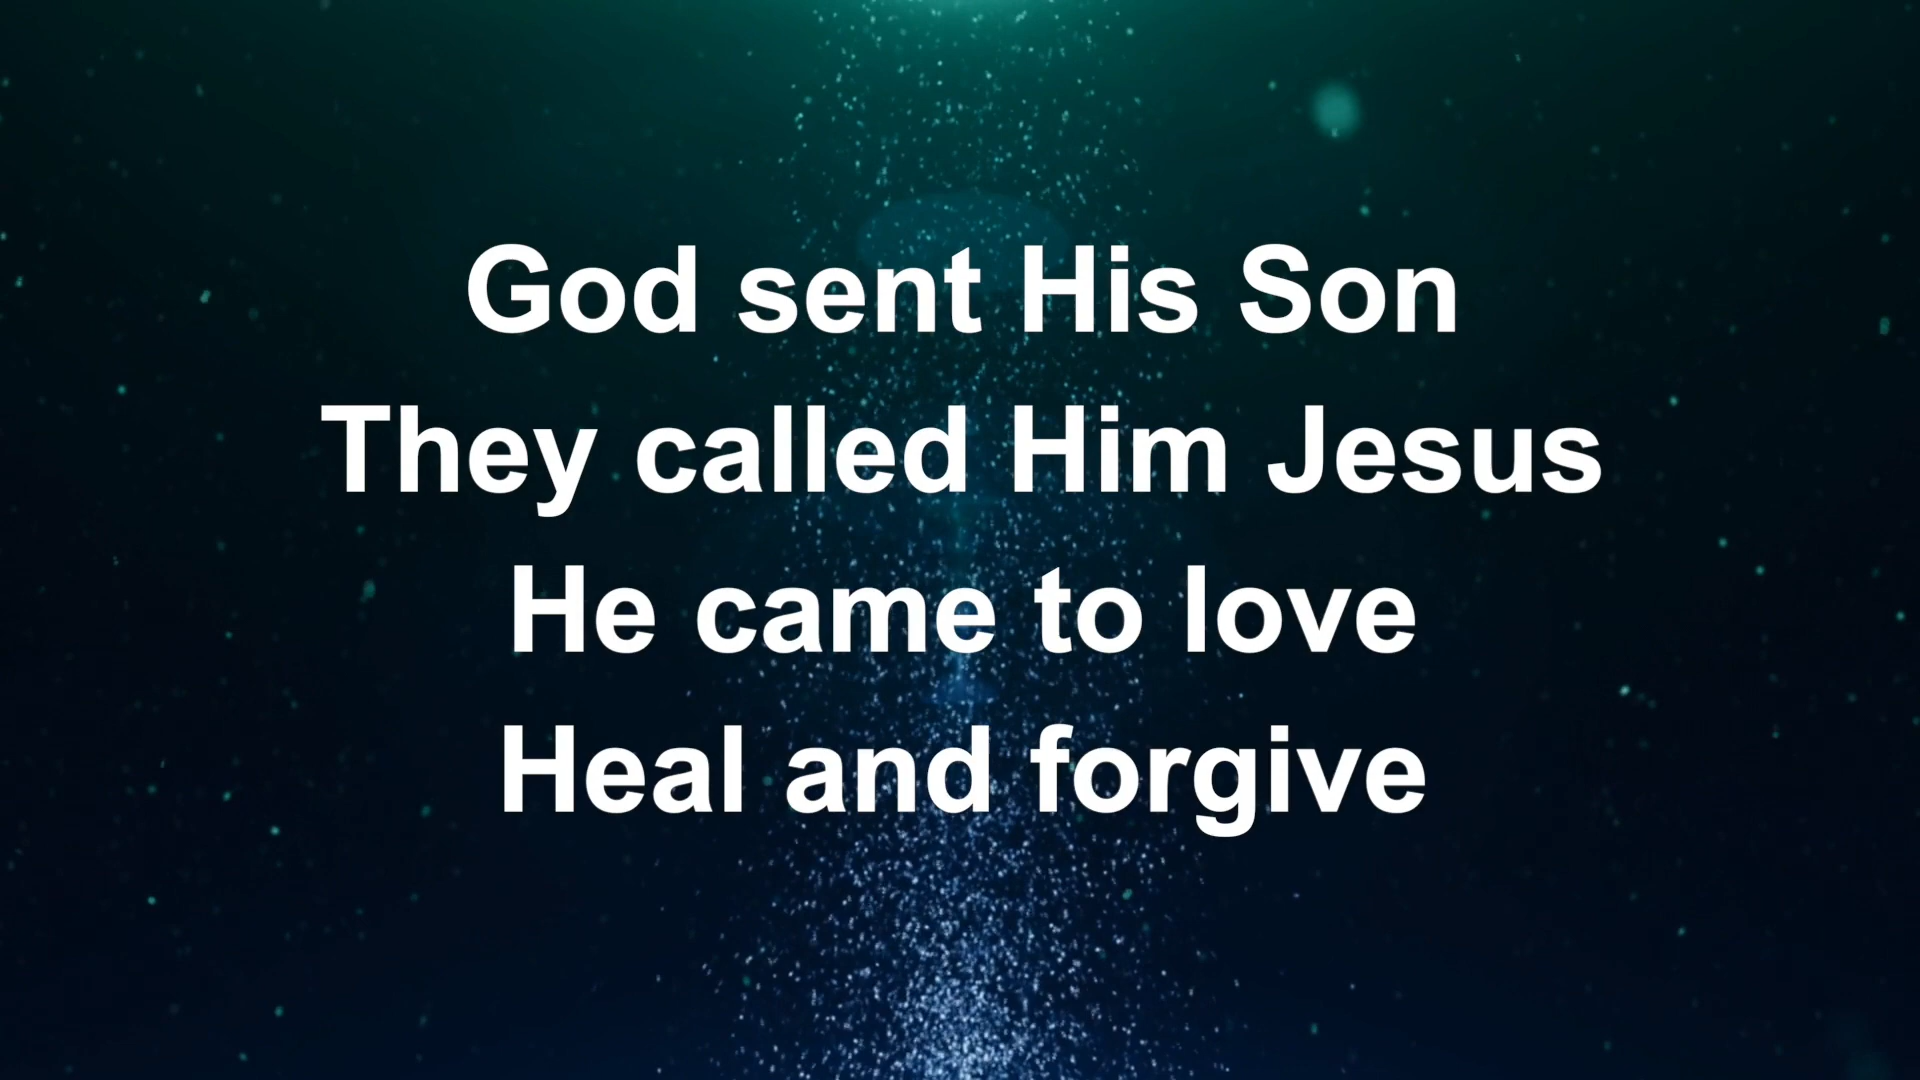 God sent His Son
They called Him Jesus
He came to love
Heal and forgive